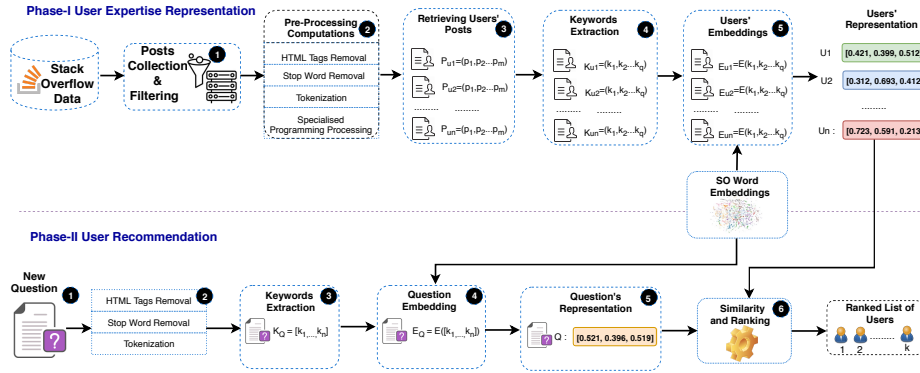 Phase-I User Expertise Representation
Stack
Overflow
Data
1
Posts
Collection
&
Filtering
Pre-Processing
Computations
2
HTML Tags Removal
Stop Word Removal
Tokenization
Specialised
Programming Processing
Retrieving Users'
Posts
3
Pu1=(p1,p2...pm)
Pu2=(p1,p2...pm)
.........
Pun=(p1,p2...pm)
Keywords
Extraction
4
Ku1=(k1,k2...kq)
Ku2=(k1,k2...kq)
..........
Kun=(k1,k2...kq)
Users'
Embeddings
5
Eu1=E(k1,k2...kq)
Eu2=E(k1,k2...kq)
..........
Eun=E(k1,k2...kq)
Users'
Representation
U1 [0.421, 0.399, 0.512]
U2 [0.312, 0.693, 0.412]
.........
Un : [0.723, 0.591, 0.213]
SO Word
Embeddings
Phase-II User Recommendation
New
Question
1
?
2
HTML Tags Removal
Stop Word Removal
Tokenization
Keywords
Extraction
3
? KQ = [k1,...,kn]
Question
Embedding
4
? EQ = E([k1,...,kn])
Question's
Representation
5
? Q : [0.521, 0.396, 0.519]
Similarity
and Ranking
6
Ranked List of
Users
1 2 ........ k